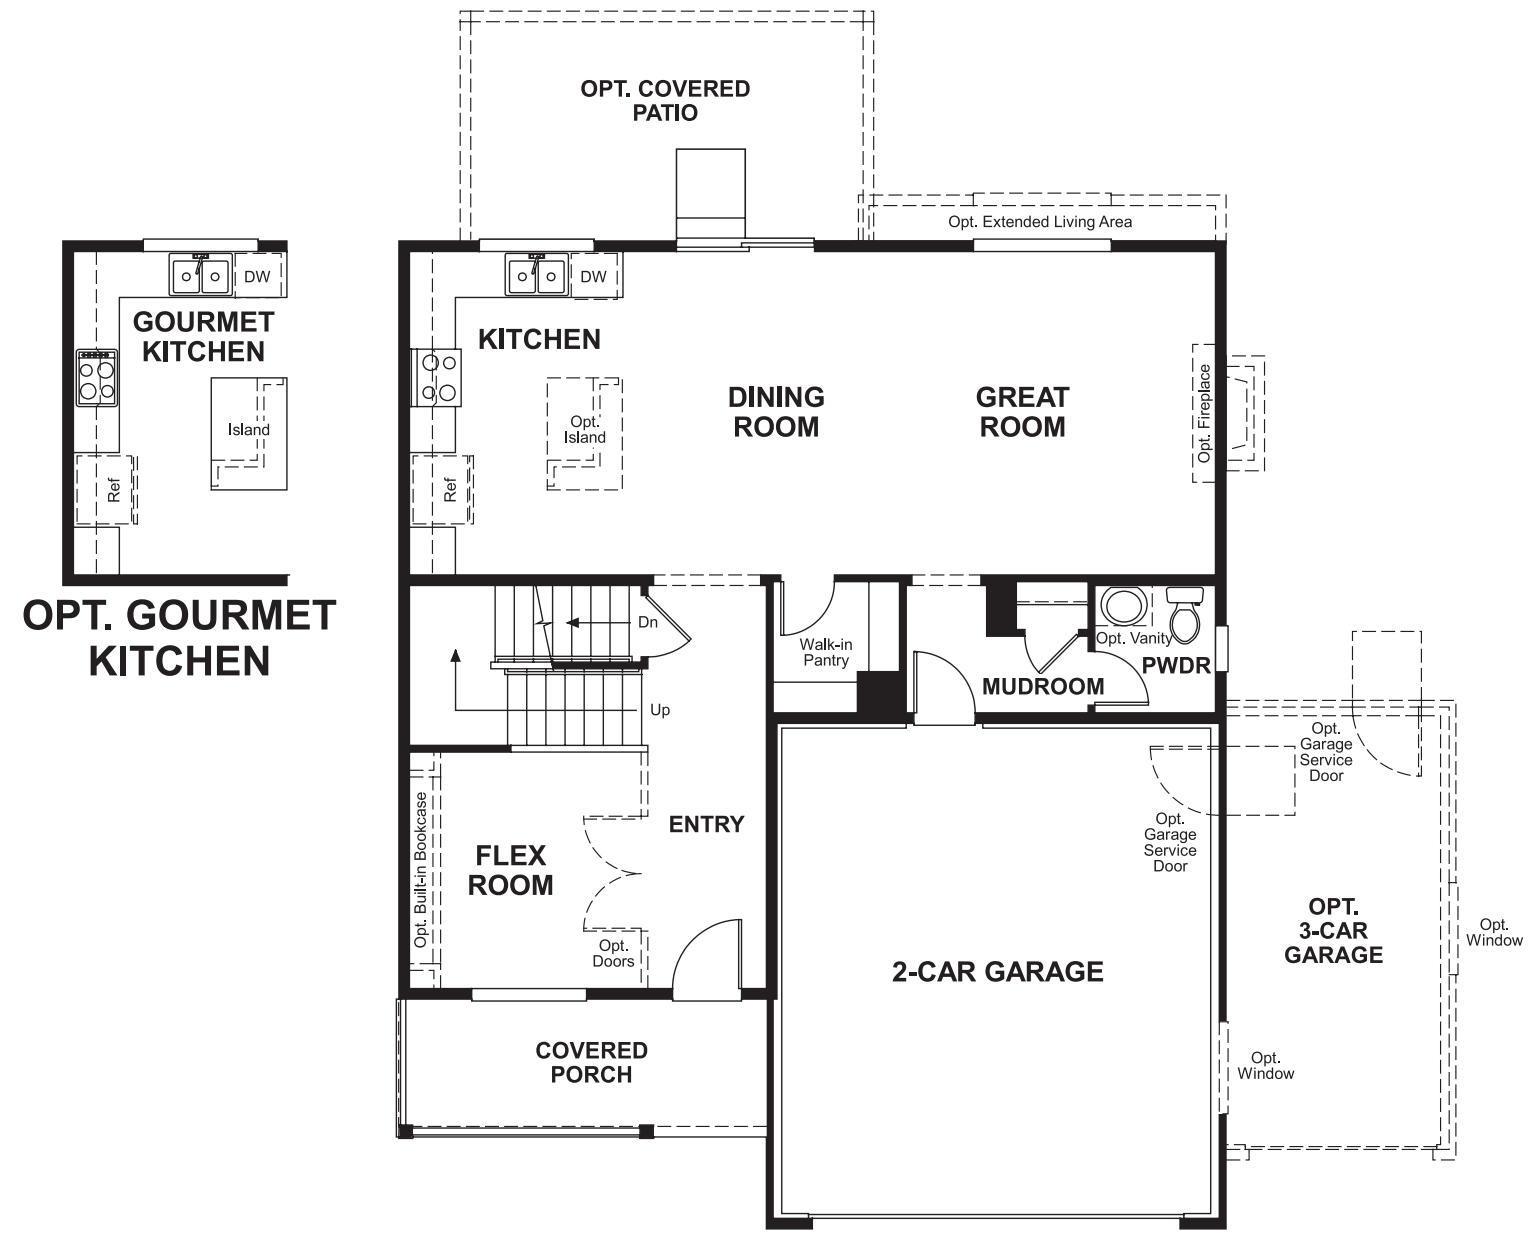 OPT. COVERED
PATIO
Opt. Extended Living Area
DW
GOURMET
KITCHEN
Island
Ref
OPT. GOURMET
KITCHEN
DW
KITCHEN
Opt.
Island
Ref
DINING
ROOM
GREAT
ROOM
Opt. Fireplace
Dn
Up
Walk-in
Pantry
MUDROOM
Opt. Vanity
PWDR
Opt.
Garage
Service
Door
Opt.
Garage
Service
Door
ENTRY
FLEX
ROOM
Opt. Built-in Bookcase
Opt.
Doors
2-CAR GARAGE
OPT.
3-CAR
GARAGE
Opt.
Window
Opt.
Window
COVERED
PORCH